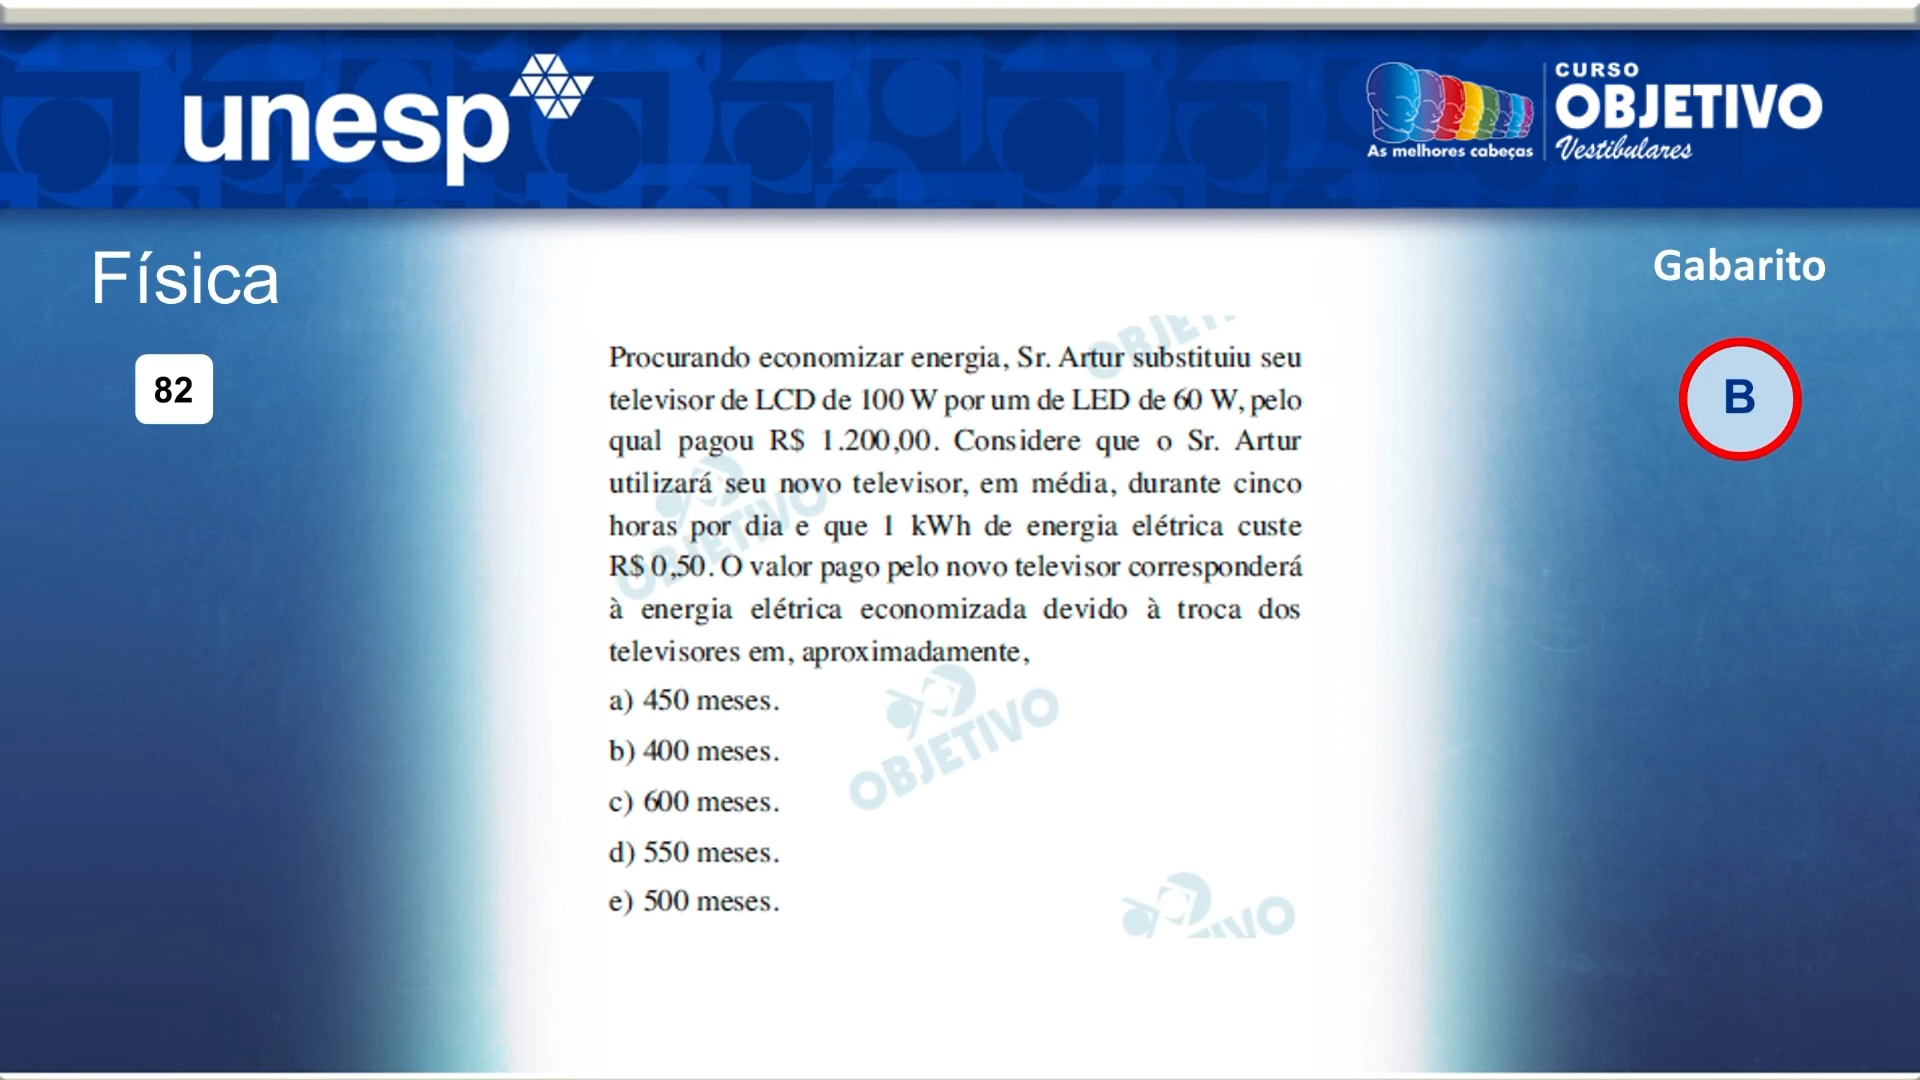 unesp
CURSO
OBJETIVO
As melhores cabeças
Vestibulares
Física
Gabarito
82
B
Procurando economizar energia, Sr. Artur substituiu seu
televisor de LCD de 100 W por um de LED de 60 W, pelo
qual pagou R$ 1.200,00. Considere que o Sr. Artur
utilizará seu novo televisor, em média, durante cinco
horas por dia e que 1 kWh de energia elétrica custe
R$ 0,50. O valor pago pelo novo televisor corresponderá
à energia elétrica economizada devido à troca dos
televisores em, aproximadamente,
a) 450 meses.
b) 400 meses.
c) 600 meses.
d) 550 meses.
e) 500 meses.
OBJETIVO
OBJETIVO